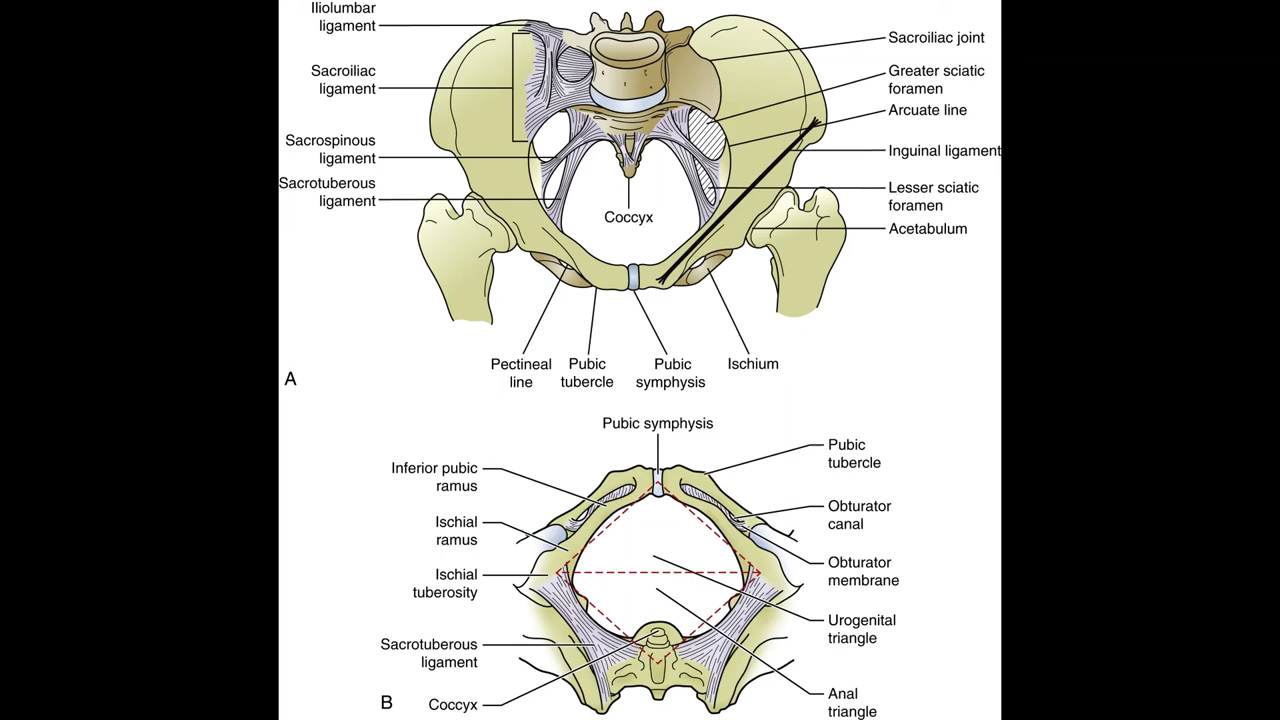 Iliolumbar
ligament
Sacroiliac
ligament
Sacrospinous
ligament
Sacrotuberous
ligament
Sacroiliac joint
Greater sciatic
foramen
Arcuate line
Inguinal ligament
Lesser sciatic
foramen
Acetabulum
Coccyx
Pectineal
line
Pubic
tubercle
Pubic
symphysis
Ischium
A
Pubic symphysis
Inferior pubic
ramus
Ischial
ramus
Ischial
tuberosity
Sacrotuberous
ligament
Coccyx
Pubic
tubercle
Obturator
canal
Obturator
membrane
Urogenital
triangle
Anal
triangle
B